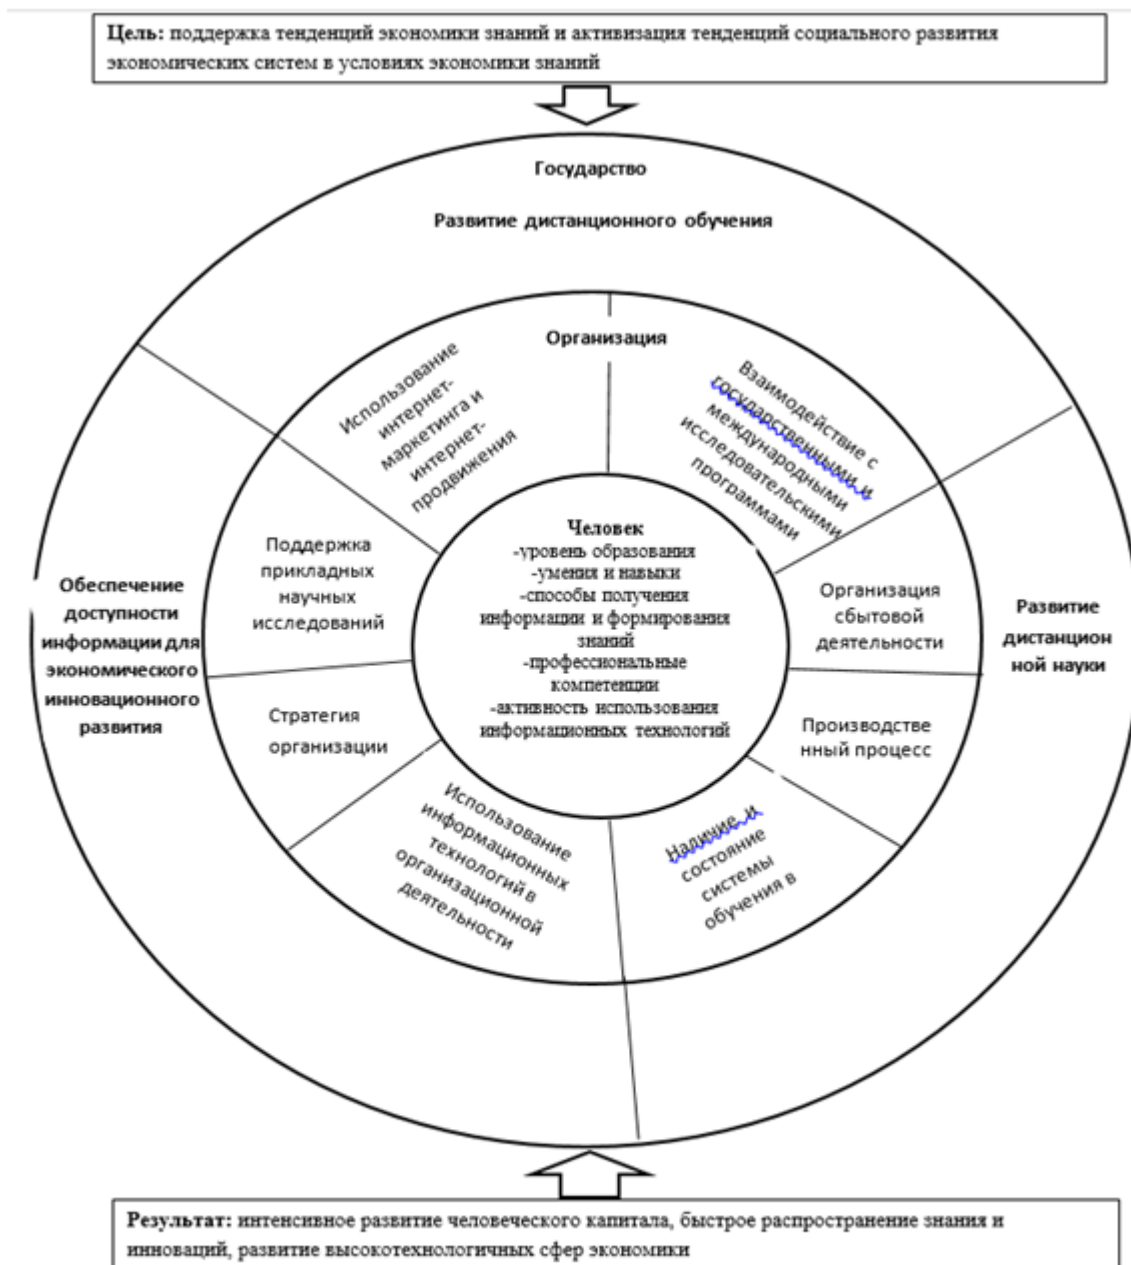 Цель: поддержка тенденций экономики знаний и активизация тенденций социального развития
экономических систем в условиях экономики знаний
Государство
Развитие дистанционного обучения
Организация
Использование
интернет-
маркетинга и
интернет-
продвижения
Взаимодействие с
государственными и
международными
исследовательскими
программами
Поддержка
прикладных
научных
исследований
Человек
-уровень образования
-умения и навыки
-способы получения
информации и формирования
знаний
-профессиональные
компетенции
-активность использования
информационных технологий
Организация
сбытовой
деятельности
Обеспечение
доступности
информации для
экономического
инновационного
развития
Развитие
дистанцион
ной науки
Стратегия
организации
Производстве
нный процесс
Использование
информационных
технологий в
организационной
деятельности
Наличие и
состояние
системы
обучения в
Результат: интенсивное развитие человеческого капитала, быстрое распространение знания и
инноваций, развитие высокотехнологичных сфер экономики